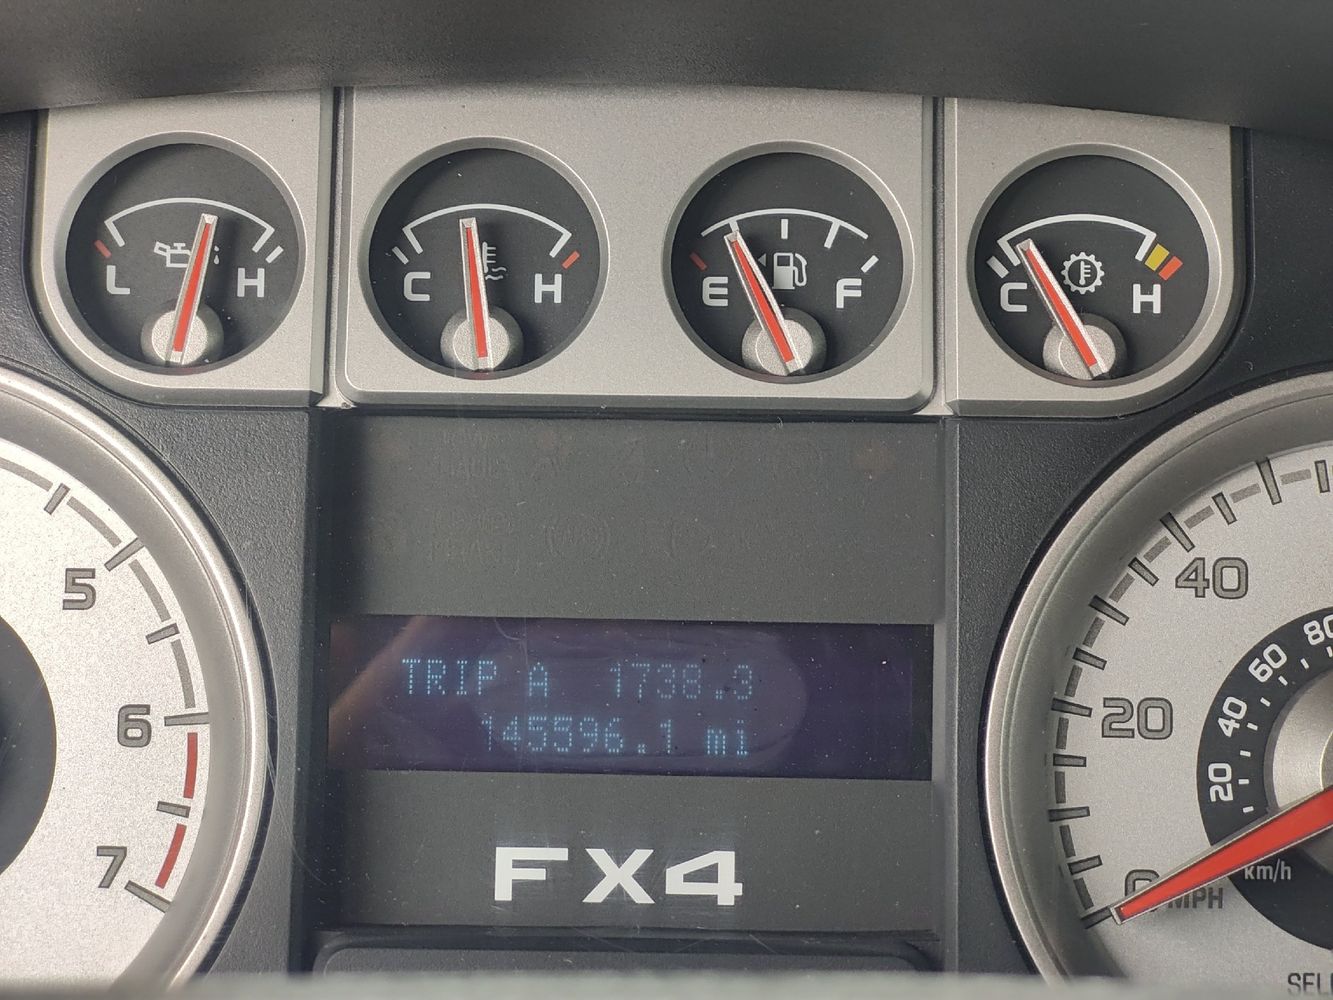 L H
C H
E F
C H
5
6
7
TRIP A 1738.3
145596.1 mi
FX4
40
20
0 MPH
80
60
40
20
km/h